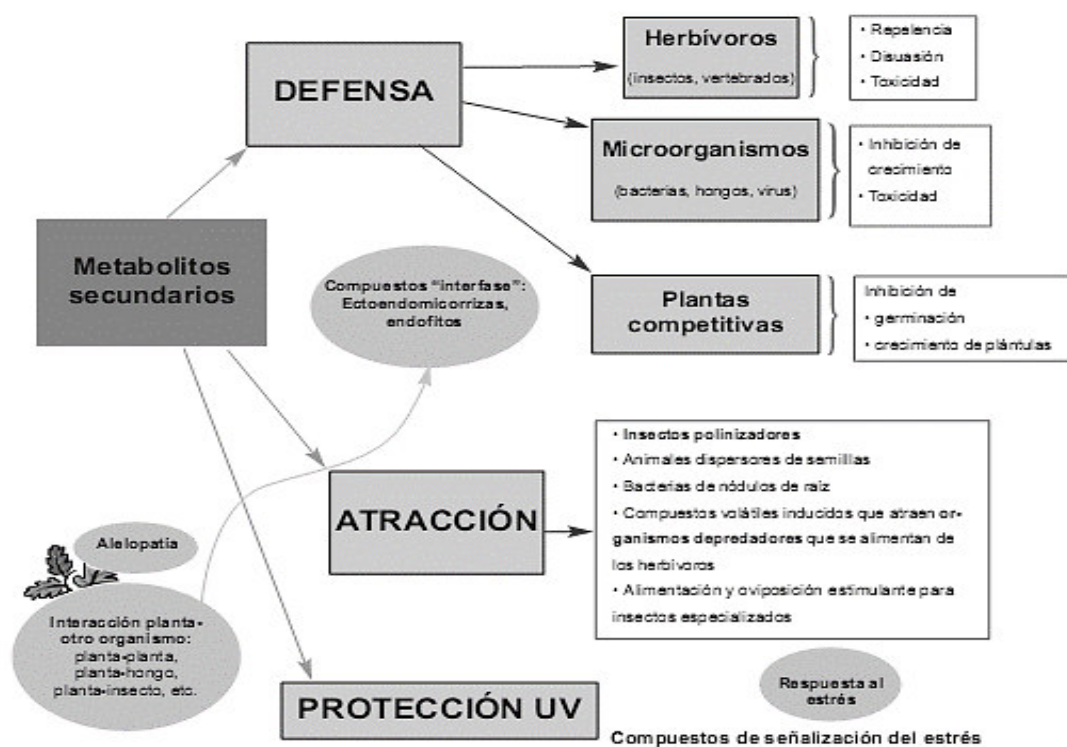 DEFENSA
Herbívoros
(insectos, vertebrados)
• Repelencia
• Disuasión
• Toxicidad
Microorganismos
(bacterias, hongos, virus)
• Inhibición de
crecimiento
• Toxicidad
Metabolitos
secundarios
Compuestos "interfase":
Ectoendomicorrizas,
endofitos
Plantas
competitivas
Inhibición de
• germinación
• crecimiento de plántulas
ATRACCIÓN
• Insectos polinizadores
• Animales dispersores de semillas
• Bacterias de nódulos de raíz
• Compuestos volátiles inducidos que atraen or-
ganismos depredadores que se alimentan de
los herbívoros
• Alimentación y oviposición estimulante para
insectos especializados
Alelopatía
Interacción planta-
otro organismo:
planta-planta,
planta-hongo,
planta-insecto, etc.
PROTECCIÓN UV
Respuesta al
estrés
Compuestos de señalización del estrés